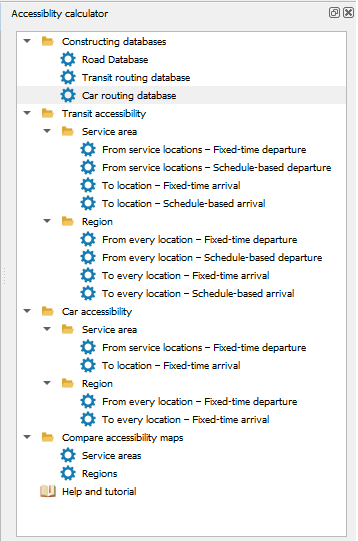 Accessiblity calculator
Constructing databases
Road Database
Transit routing database
Car routing database
Transit accessibility
Service area
From service locations – Fixed-time departure
From service locations – Schedule-based departure
To location – Fixed-time arrival
To location – Schedule-based arrival
Region
From every location – Fixed-time departure
From every location – Schedule-based departure
To every location – Fixed-time arrival
To every location – Schedule-based arrival
Car accessibility
Service area
From service locations – Fixed-time departure
To location – Fixed-time arrival
Region
From every location – Fixed-time departure
To every location – Fixed-time arrival
Compare accessibility maps
Service areas
Regions
Help and tutorial